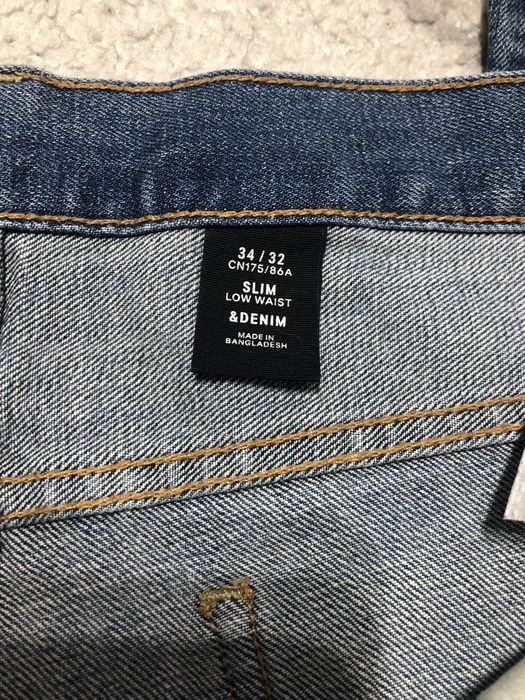 34 / 32
CN175/86A
SLIM
LOW WAIST
&DENIM
MADE IN
BANGLADESH